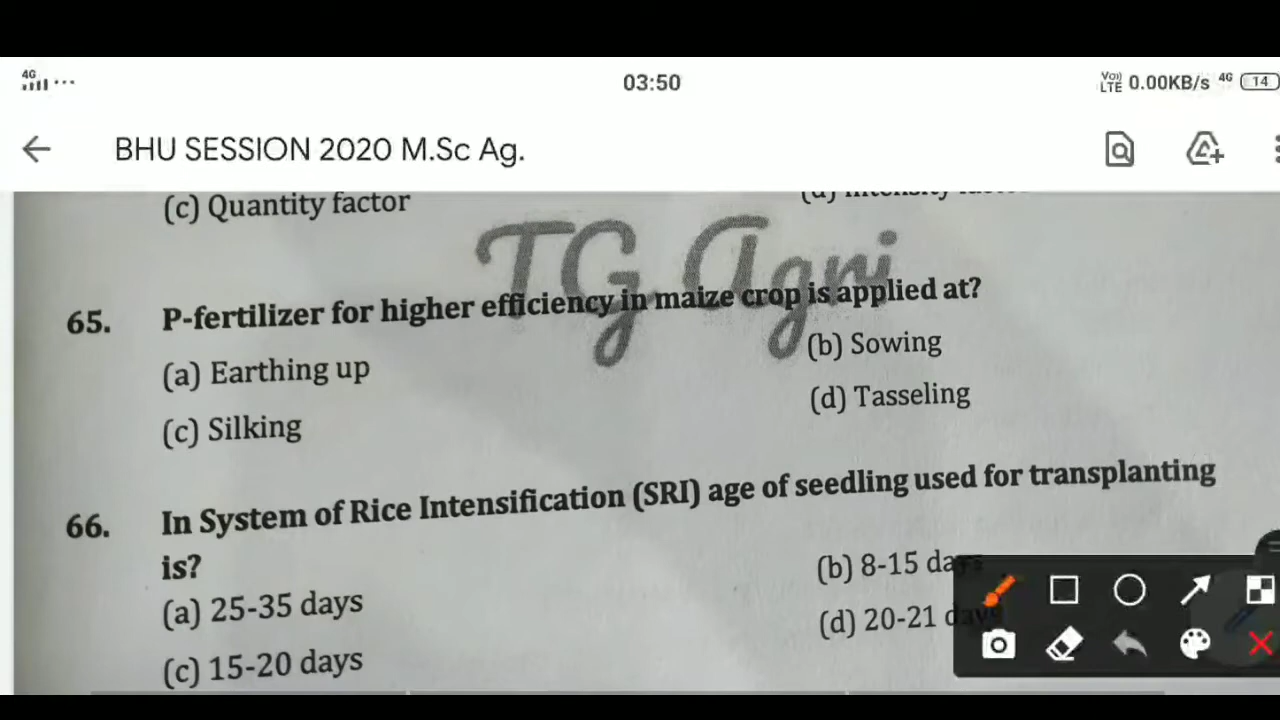 4G
03:50
Vo))
LTE 0.00KB/s 4G 14
BHU SESSION 2020 M.Sc Ag.
(c) Quantity factor
TG Agri
65. P-fertilizer for higher efficiency in maize crop is applied at?
(a) Earthing up (b) Sowing
(c) Silking (d) Tasseling
66. In System of Rice Intensification (SRI) age of seedling used for transplanting
is?
(a) 25-35 days (b) 8-15 days
(c) 15-20 days (d) 20-21 days